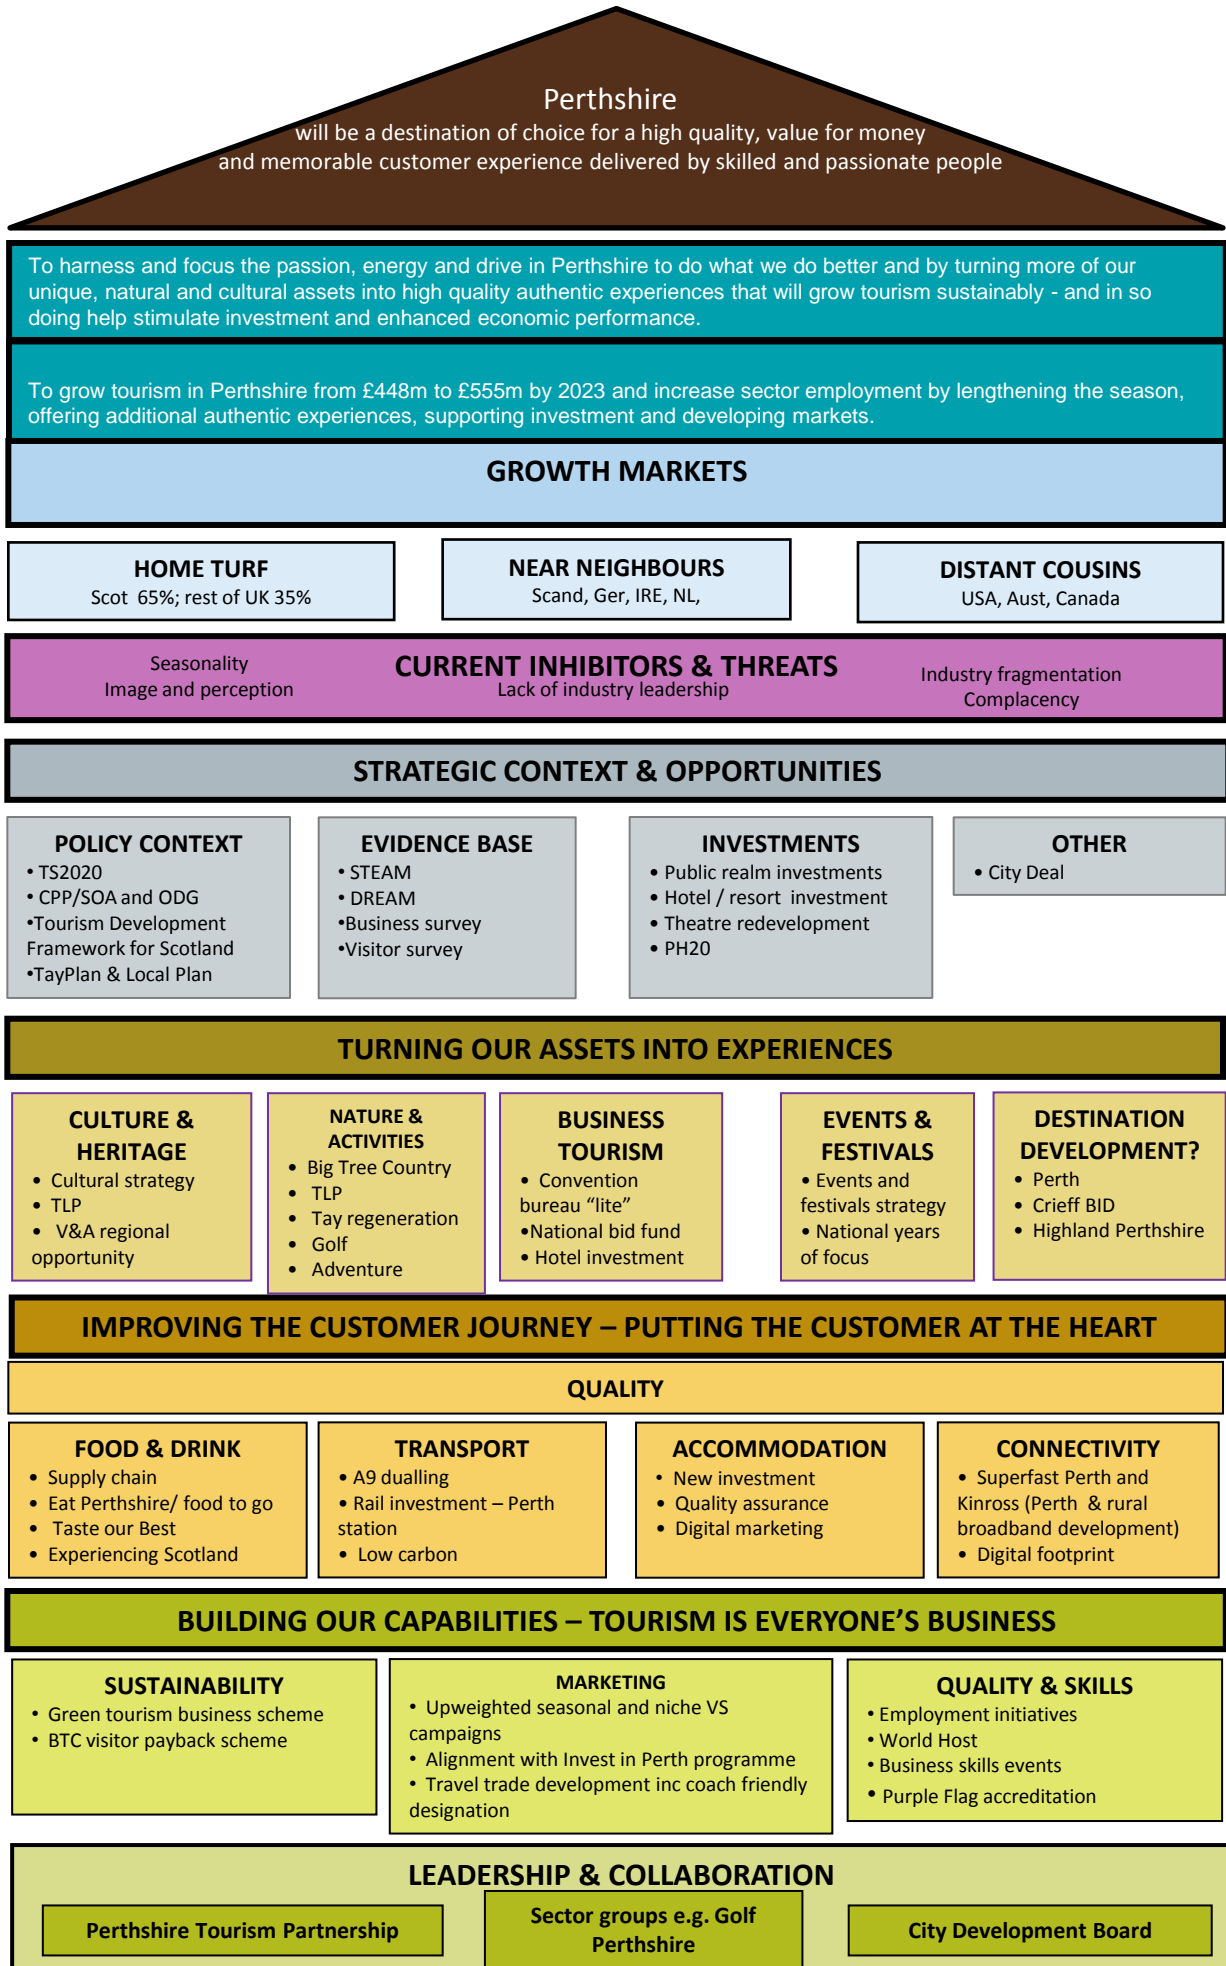 Perthshire
will be a destination of choice for a high quality, value for money
and memorable customer experience delivered by skilled and passionate people
To harness and focus the passion, energy and drive in Perthshire to do what we do better and by turning more of our
unique, natural and cultural assets into high quality authentic experiences that will grow tourism sustainably - and in so
doing help stimulate investment and enhanced economic performance.
To grow tourism in Perthshire from £448m to £555m by 2023 and increase sector employment by lengthening the season,
offering additional authentic experiences, supporting investment and developing markets.
GROWTH MARKETS
HOME TURF
Scot 65%; rest of UK 35%
NEAR NEIGHBOURS
Scand, Ger, IRE, NL,
DISTANT COUSINS
USA, Aust, Canada
CURRENT INHIBITORS & THREATS
Seasonality
Image and perception
Lack of industry leadership
Industry fragmentation
Complacency
STRATEGIC CONTEXT & OPPORTUNITIES
POLICY CONTEXT
• TS2020
• CPP/SOA and ODG
•Tourism Development
Framework for Scotland
•TayPlan & Local Plan
EVIDENCE BASE
• STEAM
• DREAM
•Business survey
•Visitor survey
INVESTMENTS
• Public realm investments
• Hotel / resort investment
• Theatre redevelopment
• PH20
OTHER
• City Deal
TURNING OUR ASSETS INTO EXPERIENCES
CULTURE &
HERITAGE
• Cultural strategy
• TLP
• V&A regional
opportunity
NATURE &
ACTIVITIES
• Big Tree Country
• TLP
• Tay regeneration
• Golf
• Adventure
BUSINESS
TOURISM
• Convention
bureau “lite”
•National bid fund
• Hotel investment
EVENTS &
FESTIVALS
• Events and
festivals strategy
• National years
of focus
DESTINATION
DEVELOPMENT?
• Perth
• Crieff BID
• Highland Perthshire
IMPROVING THE CUSTOMER JOURNEY – PUTTING THE CUSTOMER AT THE HEART
QUALITY
FOOD & DRINK
• Supply chain
• Eat Perthshire/ food to go
• Taste our Best
• Experiencing Scotland
TRANSPORT
• A9 dualling
• Rail investment – Perth
station
• Low carbon
ACCOMMODATION
• New investment
• Quality assurance
• Digital marketing
CONNECTIVITY
• Superfast Perth and
Kinross (Perth & rural
broadband development)
• Digital footprint
BUILDING OUR CAPABILITIES – TOURISM IS EVERYONE’S BUSINESS
SUSTAINABILITY
• Green tourism business scheme
• BTC visitor payback scheme
MARKETING
• Upweighted seasonal and niche VS
campaigns
• Alignment with Invest in Perth programme
• Travel trade development inc coach friendly
designation
QUALITY & SKILLS
• Employment initiatives
• World Host
• Business skills events
• Purple Flag accreditation
LEADERSHIP & COLLABORATION
Perthshire Tourism Partnership
Sector groups e.g. Golf
Perthshire
City Development Board